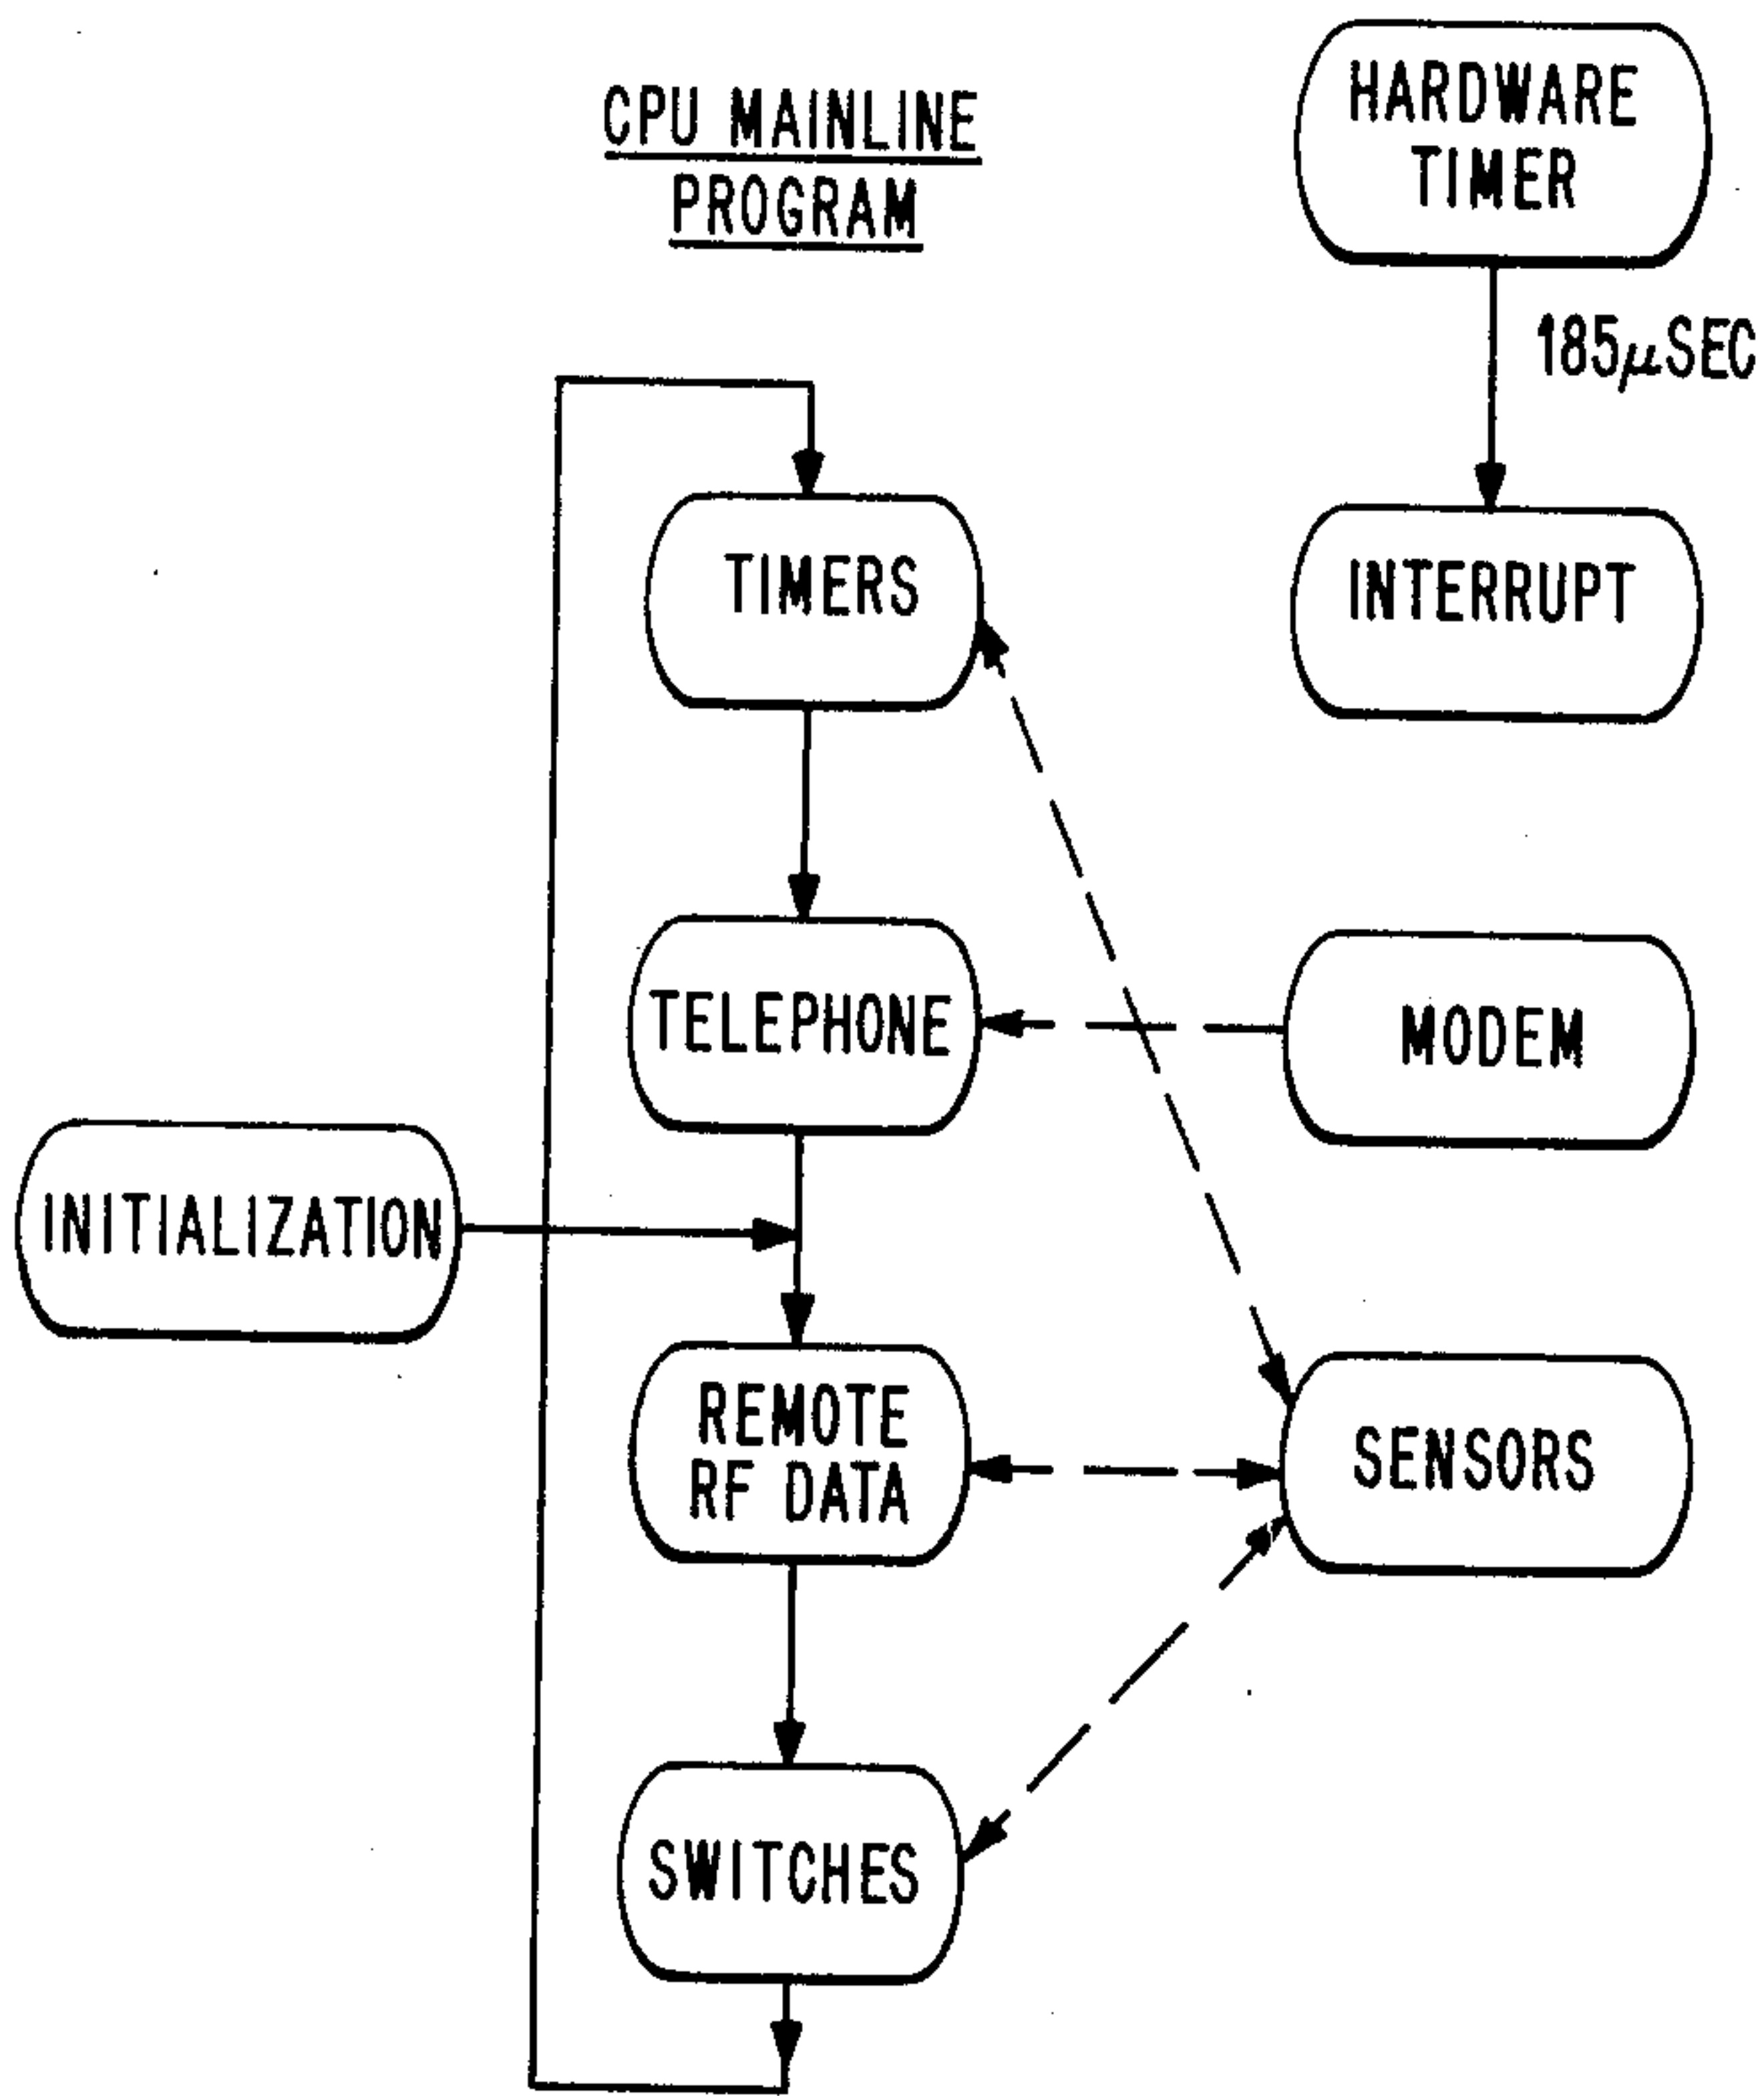 CPU MAINLINE
PROGRAM
HARDWARE
TIMER
185µSEC
TIMERS
INTERRUPT
TELEPHONE
MODEM
INITIALIZATION
REMOTE
RF DATA
SENSORS
SWITCHES